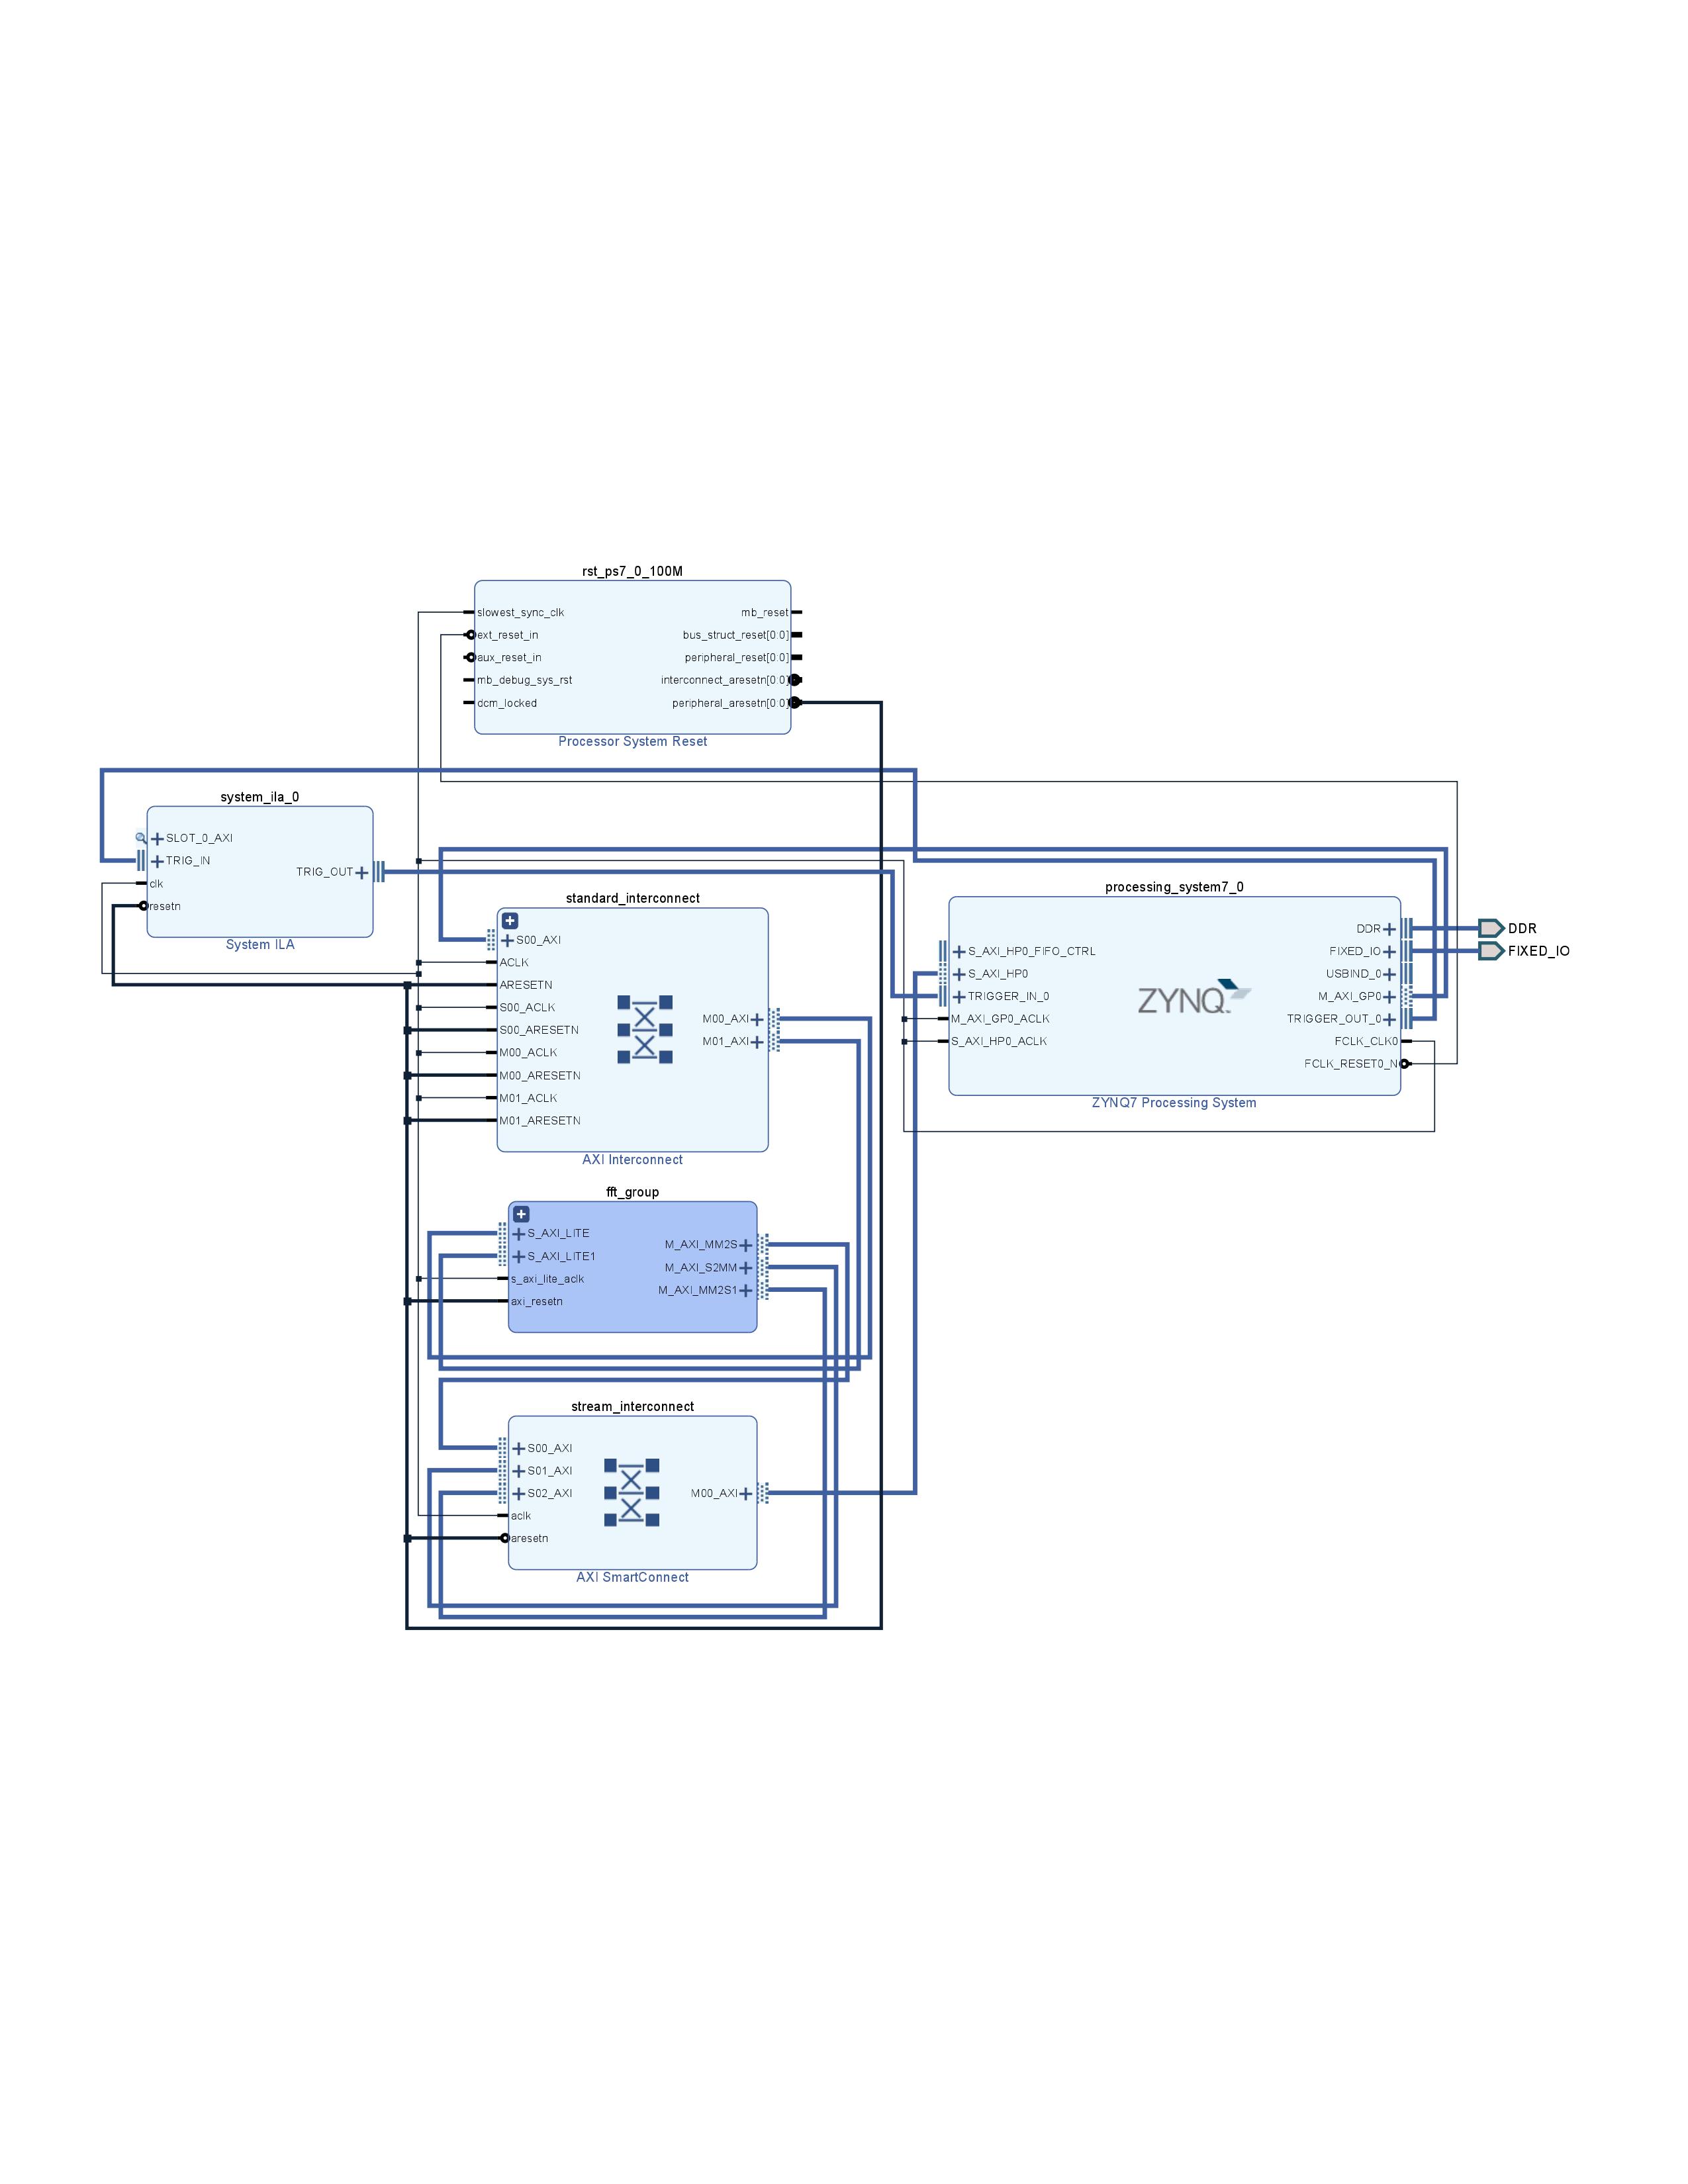 rst_ps7_0_100M
slowest_sync_clk
ext_reset_in
aux_reset_in
mb_debug_sys_rst
dcm_locked
mb_reset
bus_struct_reset[0:0]
peripheral_reset[0:0]
interconnect_aresetn[0:0]
peripheral_aresetn[0:0]
Processor System Reset
system_ila_0
SLOT_0_AXI
TRIG_IN
clk
resetn
TRIG_OUT
System ILA
standard_interconnect
S00_AXI
ACLK
ARESETN
S00_ACLK
S00_ARESETN
M00_ACLK
M00_ARESETN
M01_ACLK
M01_ARESETN
M00_AXI
M01_AXI
AXI Interconnect
processing_system7_0
S_AXI_HP0_FIFO_CTRL
S_AXI_HP0
TRIGGER_IN_0
M_AXI_GP0_ACLK
S_AXI_HP0_ACLK
ZYNQ
DDR
FIXED_IO
USBIND_0
M_AXI_GP0
TRIGGER_OUT_0
FCLK_CLK0
FCLK_RESET0_N
ZYNQ7 Processing System
DDR
FIXED_IO
fft_group
S_AXI_LITE
S_AXI_LITE1
s_axi_lite_aclk
axi_resetn
M_AXI_MM2S
M_AXI_S2MM
M_AXI_MM2S1
stream_interconnect
S00_AXI
S01_AXI
S02_AXI
aclk
aresetn
M00_AXI
AXI SmartConnect